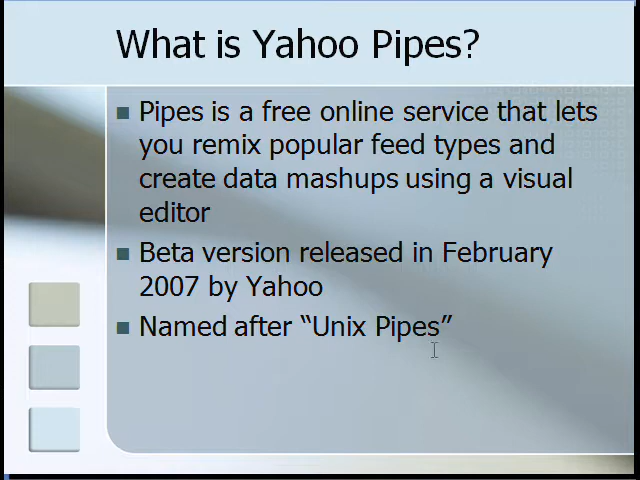 What is Yahoo Pipes?
Pipes is a free online service that lets
you remix popular feed types and
create data mashups using a visual
editor
Beta version released in February
2007 by Yahoo
Named after “Unix Pipes”